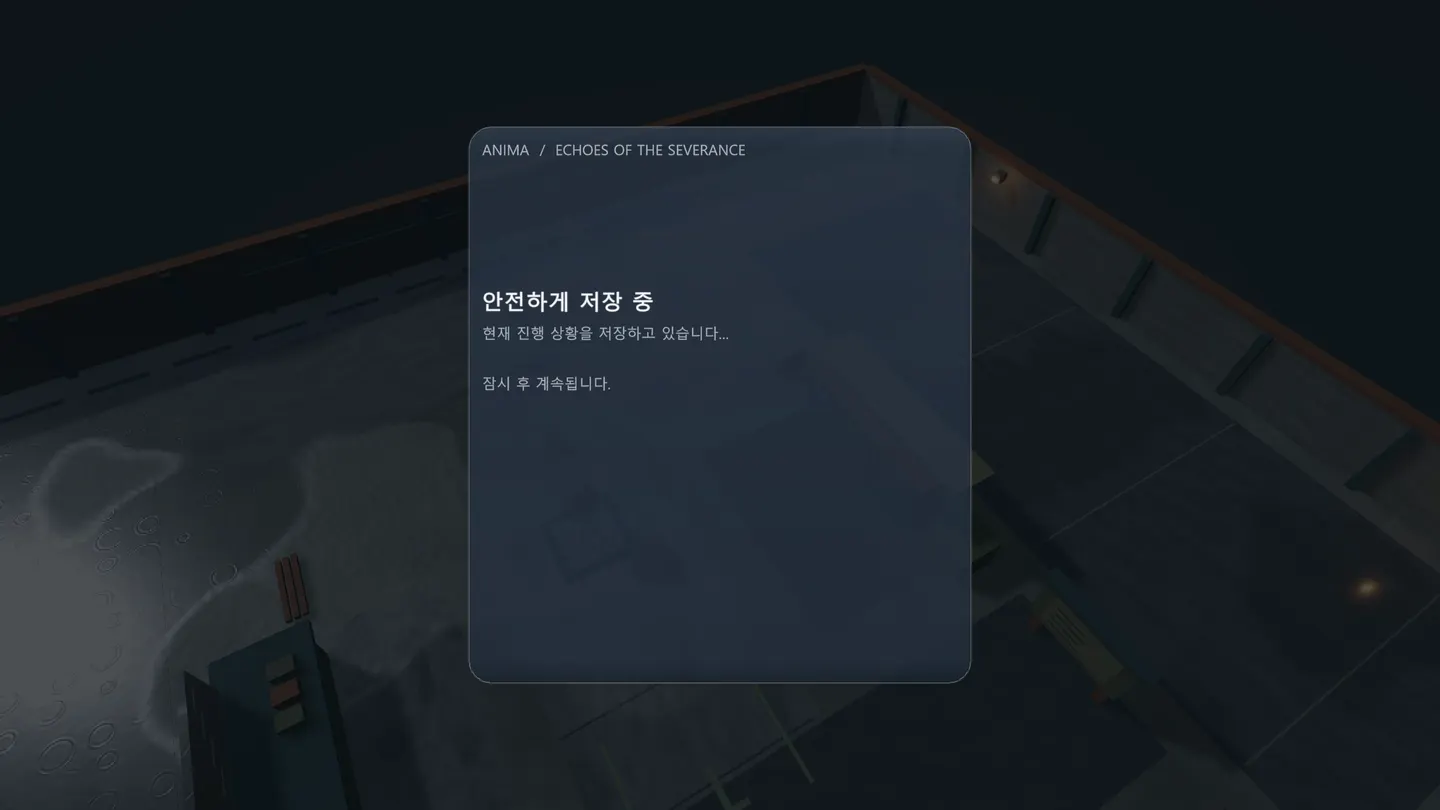 ANIMA / ECHOES OF THE SEVERANCE
안전하게 저장 중
현재 진행 상황을 저장하고 있습니다...
잠시 후 계속됩니다.